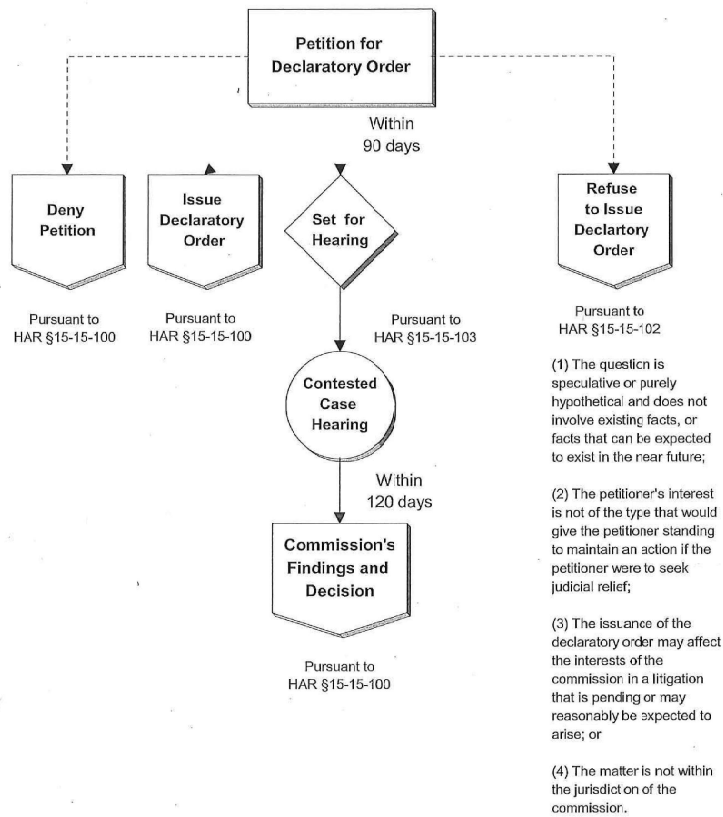 Petition for
Declaratory Order
Within
90 days
Deny
Petition
Issue
Declaratory
Order
Set for
Hearing
Refuse
to Issue
Declartory
Order
Pursuant to
HAR §15-15-100
Pursuant to
HAR §15-15-100
Pursuant to
HAR §15-15-103
Pursuant to
HAR §15-15-102
Contested
Case
Hearing
Within
120 days
Commission's
Findings and
Decision
Pursuant to
HAR §15-15-100
(1) The question is
speculative or purely
hypothetical and does not
involve existing facts, or
facts that can be expected
to exist in the near future;
(2) The petitioner's interest
is not of the type that would
give the petitioner standing
to maintain an action if the
petitioner were to seek
judicial relief;
(3) The issuance of the
declaratory order may affect
the interests of the
commission in a litigation
that is pending or may
reasonably be expected to
arise; or
(4) The matter is not within
the jurisdiction of the
commission.